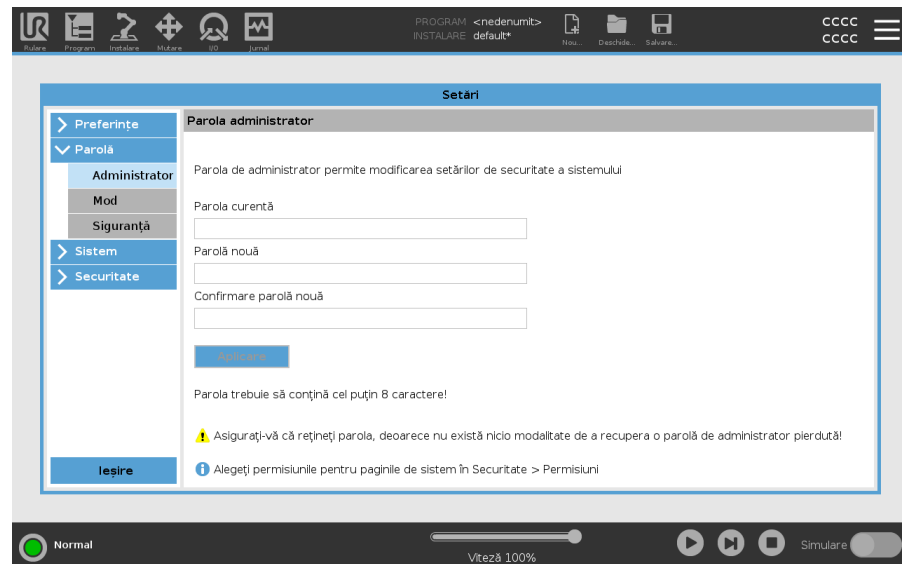 PROGRAM <nedenumit>
INSTALARE default*
Rulare Program Instalare Mutare I/O Jurnal
Nou... Deschide... Salvare...
cccc
cccc
Setări
Preferințe
Parolă
Administrator
Mod
Siguranță
Sistem
Securitate
Ieșire
Parola administrator
Parola de administrator permite modificarea setărilor de securitate a sistemului
Parola curentă
Parolă nouă
Confirmare parolă nouă
Aplicare
Parola trebuie să conțină cel puțin 8 caractere!
Asigurați-vă că rețineți parola, deoarece nu există nicio modalitate de a recupera o parolă de administrator pierdută!
Alegeți permisiunile pentru paginile de sistem în Securitate > Permisiuni
Normal
Viteză 100%
Simulare